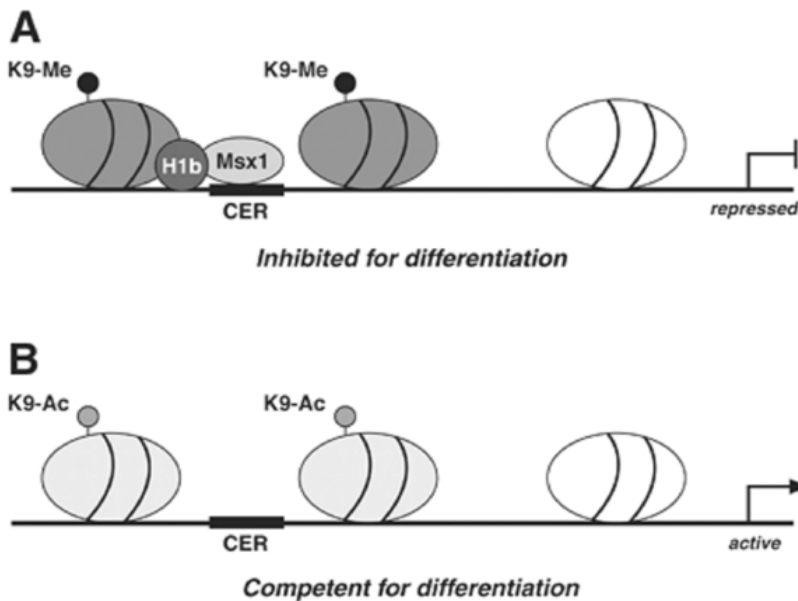 A
K9-Me K9-Me
H1b Msx1
CER repressed
Inhibited for differentiation
B
K9-Ac K9-Ac
CER active
Competent for differentiation